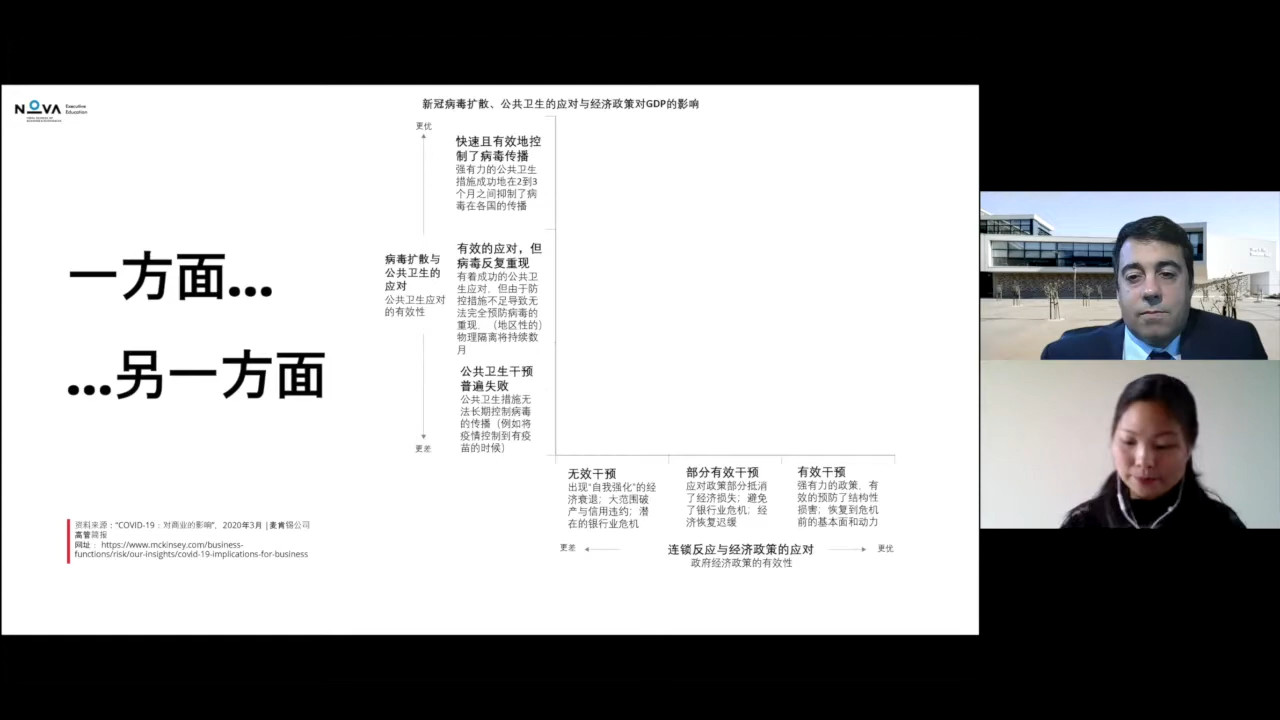 NOVA
Executive
Education
新冠病毒扩散、公共卫生的应对与经济政策对GDP的影响
一方面...
...另一方面
更优
病毒扩散与
公共卫生的
应对
公共卫生应对
的有效性
更差
快速且有效地控
制了病毒传播
强有力的公共卫生
措施成功地在2到3
个月之间抑制了病
毒在各国的传播
有效的应对，但
病毒反复重现
有着成功的公共卫
生应对，但由于防
控措施不足导致无
法完全预防病毒的
重现，（地区性的）
物理隔离将持续数
月
公共卫生干预
普遍失败
公共卫生措施无
法长期控制病毒
的传播（例如将
疫情控制到有疫
苗的时候）
无效干预
出现“自我强化”的经
济衰退；大范围破
产与信用违约；潜
在的银行业危机
部分有效干预
应对政策部分抵消
了经济损失；避免
了银行业危机；经
济恢复迟缓
有效干预
强有力的政策，有
效的预防了结构性
损害；恢复到危机
前的基本面和动力
更差
连锁反应与经济政策的应对
更优
政府经济政策的有效性
资料来源：“COVID-19：对商业的影响”，2020年3月 |麦肯锡公司
高管简报
网址： https://www.mckinsey.com/business-
functions/risk/our-insights/covid-19-implications-for-business